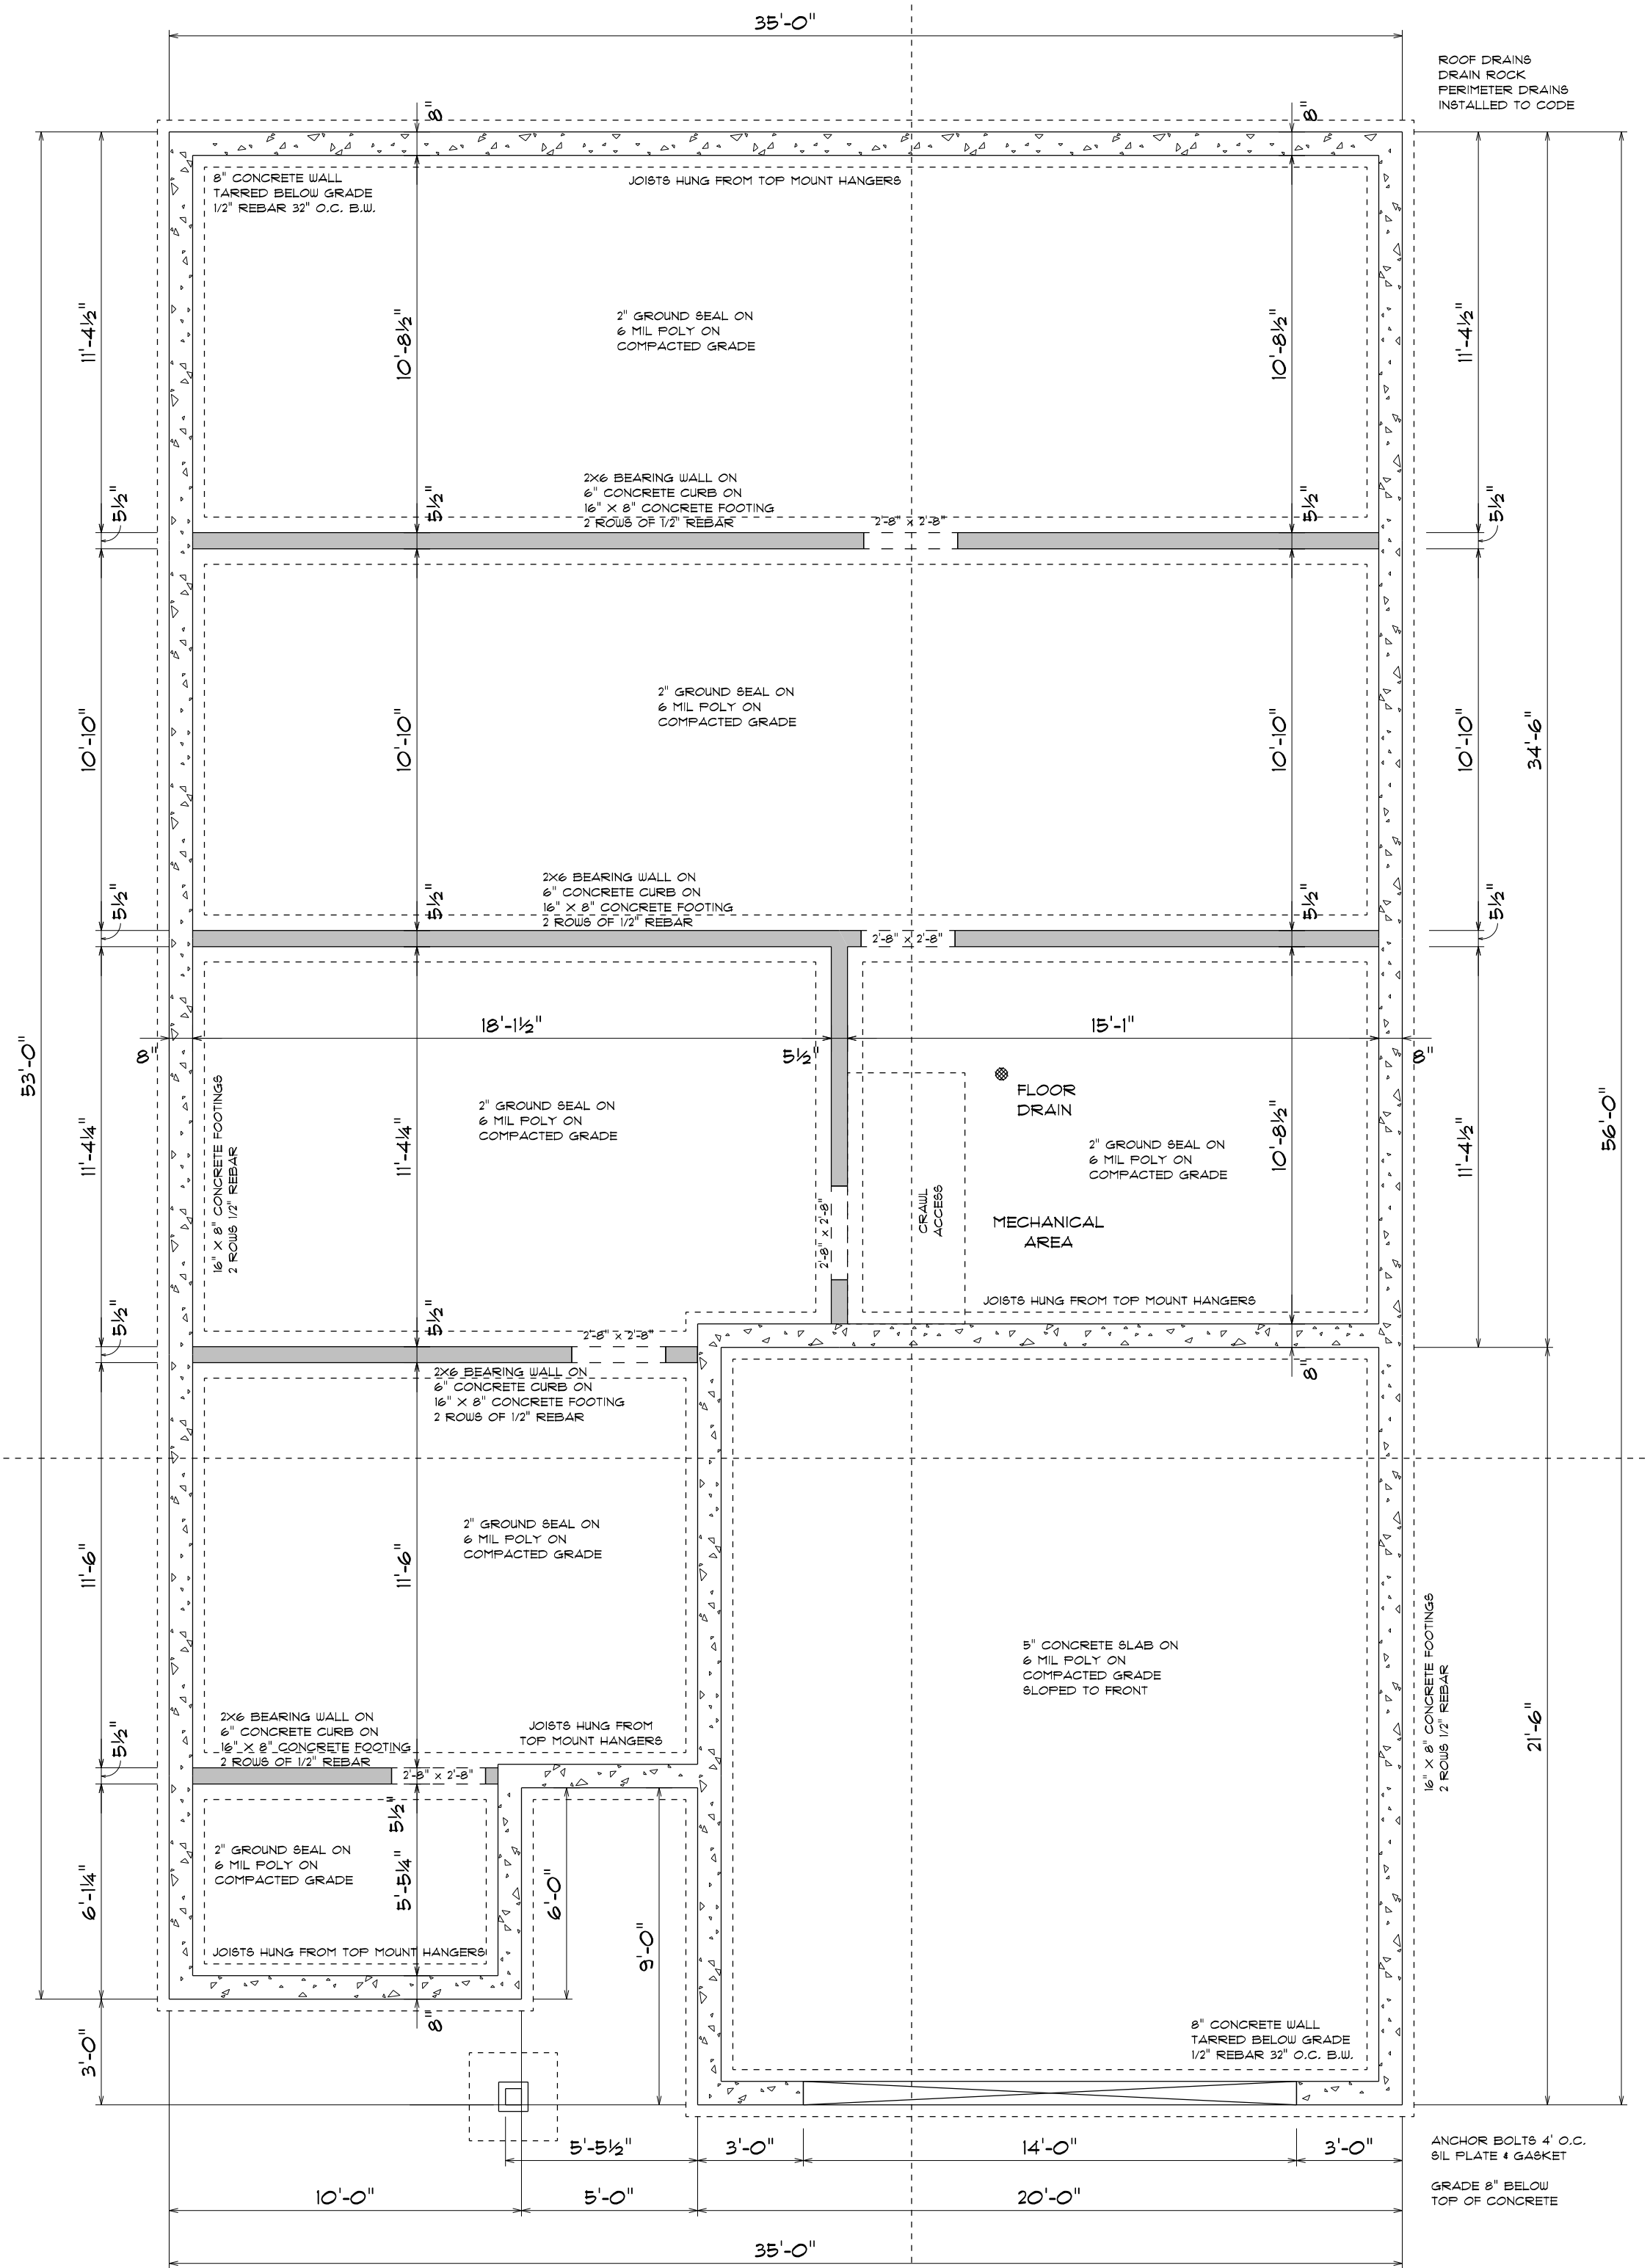 35'-0"
ROOF DRAINS
DRAIN ROCK
PERIMETER DRAINS
INSTALLED TO CODE
8"
8"
8" CONCRETE WALL
TARRED BELOW GRADE
1/2" REBAR 32" O.C. B.W.
JOISTS HUNG FROM TOP MOUNT HANGERS
11'-4½"
10'-8½"
2" GROUND SEAL ON
6 MIL POLY ON
COMPACTED GRADE
10'-8½"
11'-4½"
5½"
5½"
2X6 BEARING WALL ON
6" CONCRETE CURB ON
16" X 8" CONCRETE FOOTING
2 ROWS OF 1/2" REBAR
2'-8" x 2'-8"
5½"
5½"
10'-10"
10'-10"
2" GROUND SEAL ON
6 MIL POLY ON
COMPACTED GRADE
10'-10"
10'-10"
34'-6"
5½"
5½"
2X6 BEARING WALL ON
6" CONCRETE CURB ON
16" X 8" CONCRETE FOOTING
2 ROWS OF 1/2" REBAR
2'-8" x 2'-8"
5½"
5½"
53'-0"
8"
18'-1½"
5½"
15'-1"
8"
FLOOR
DRAIN
56'-0"
11'-4¼"
16" X 8" CONCRETE FOOTINGS
2 ROWS 1/2" REBAR
11'-4¼"
2" GROUND SEAL ON
6 MIL POLY ON
COMPACTED GRADE
2'-8" x 2'-8"
CRAWL
ACCESS
2" GROUND SEAL ON
6 MIL POLY ON
COMPACTED GRADE
10'-8½"
11'-4½"
MECHANICAL
AREA
JOISTS HUNG FROM TOP MOUNT HANGERS
5½"
5½"
2'-8" x 2'-8"
8"
2X6 BEARING WALL ON
6" CONCRETE CURB ON
16" X 8" CONCRETE FOOTING
2 ROWS OF 1/2" REBAR
11'-6"
11'-6"
2" GROUND SEAL ON
6 MIL POLY ON
COMPACTED GRADE
5" CONCRETE SLAB ON
6 MIL POLY ON
COMPACTED GRADE
SLOPED TO FRONT
16" X 8" CONCRETE FOOTINGS
2 ROWS 1/2" REBAR
21'-6"
5½"
2X6 BEARING WALL ON
6" CONCRETE CURB ON
16" X 8" CONCRETE FOOTING
2 ROWS OF 1/2" REBAR
JOISTS HUNG FROM
TOP MOUNT HANGERS
2'-8" x 2'-8"
5½"
6'-1¼"
2" GROUND SEAL ON
6 MIL POLY ON
COMPACTED GRADE
5'-5¼"
6'-0"
9'-0"
JOISTS HUNG FROM TOP MOUNT HANGERS
3'-0"
8"
8" CONCRETE WALL
TARRED BELOW GRADE
1/2" REBAR 32" O.C. B.W.
5'-5½"
3'-0"
14'-0"
3'-0"
ANCHOR BOLTS 4' O.C.
SIL PLATE & GASKET
GRADE 8" BELOW
TOP OF CONCRETE
10'-0"
5'-0"
20'-0"
35'-0"